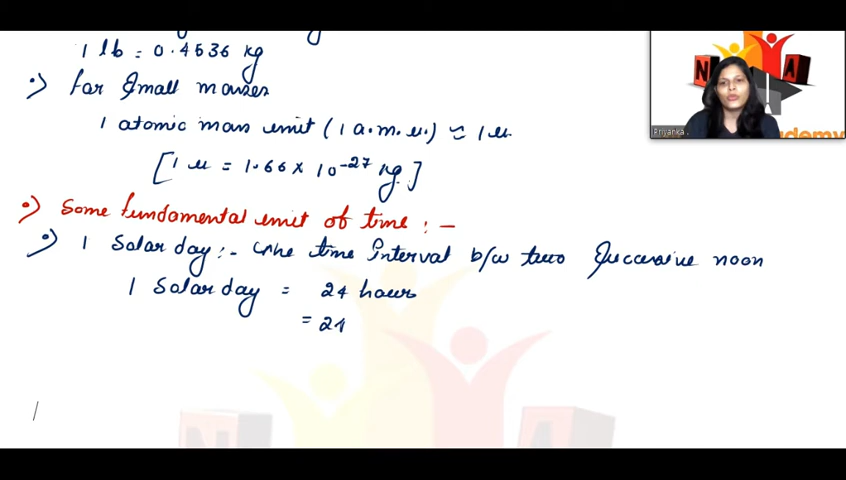 1 lb = 0.4536 kg
•) For Small masses
1 atomic mass unit (1 a.m.u.) ≈ 1u.
[1 u = 1.66 × 10⁻²⁷ kg]
•) Some fundamental unit of time : –
•) 1 Solar day :- The time Interval b/w two Successive noon
1 Solar day = 24 hours
= 24
N A
Priyanka
demy
N A